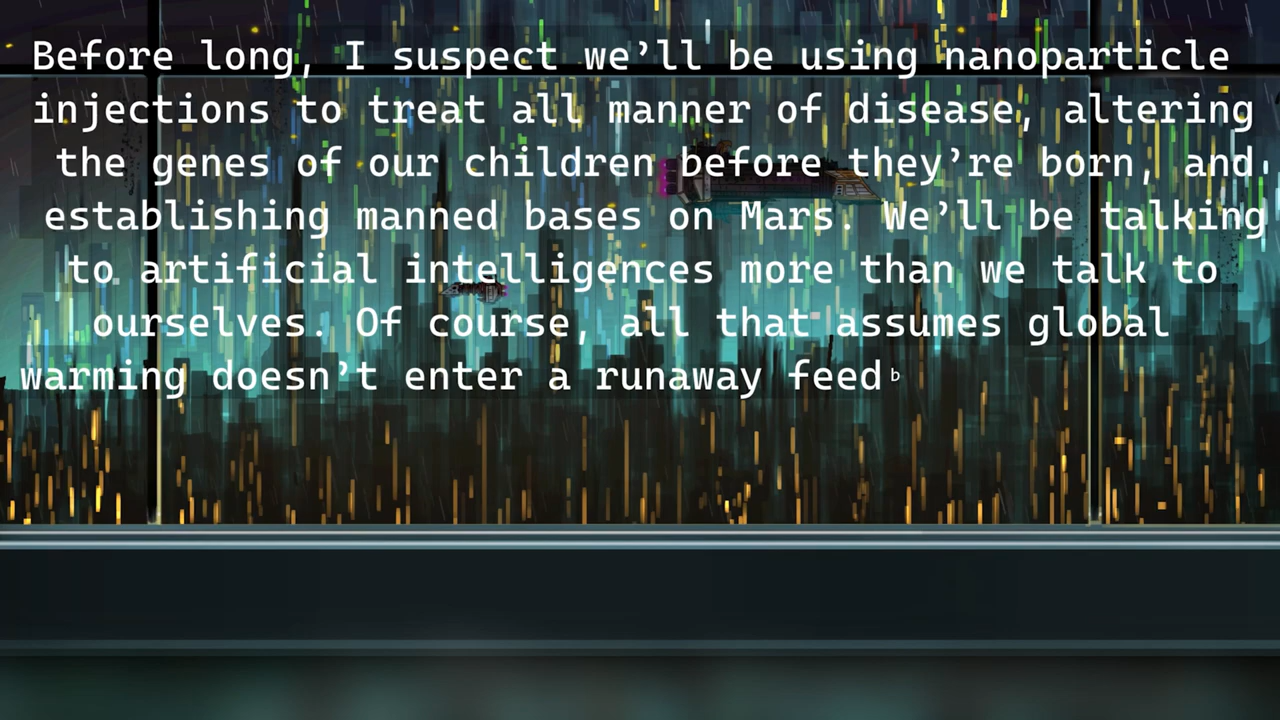 Before long, I suspect we’ll be using nanoparticle
injections to treat all manner of disease, altering
the genes of our children before they’re born, and
establishing manned bases on Mars. We’ll be talking
to artificial intelligences more than we talk to
ourselves. Of course, all that assumes global
warming doesn’t enter a runaway feedb